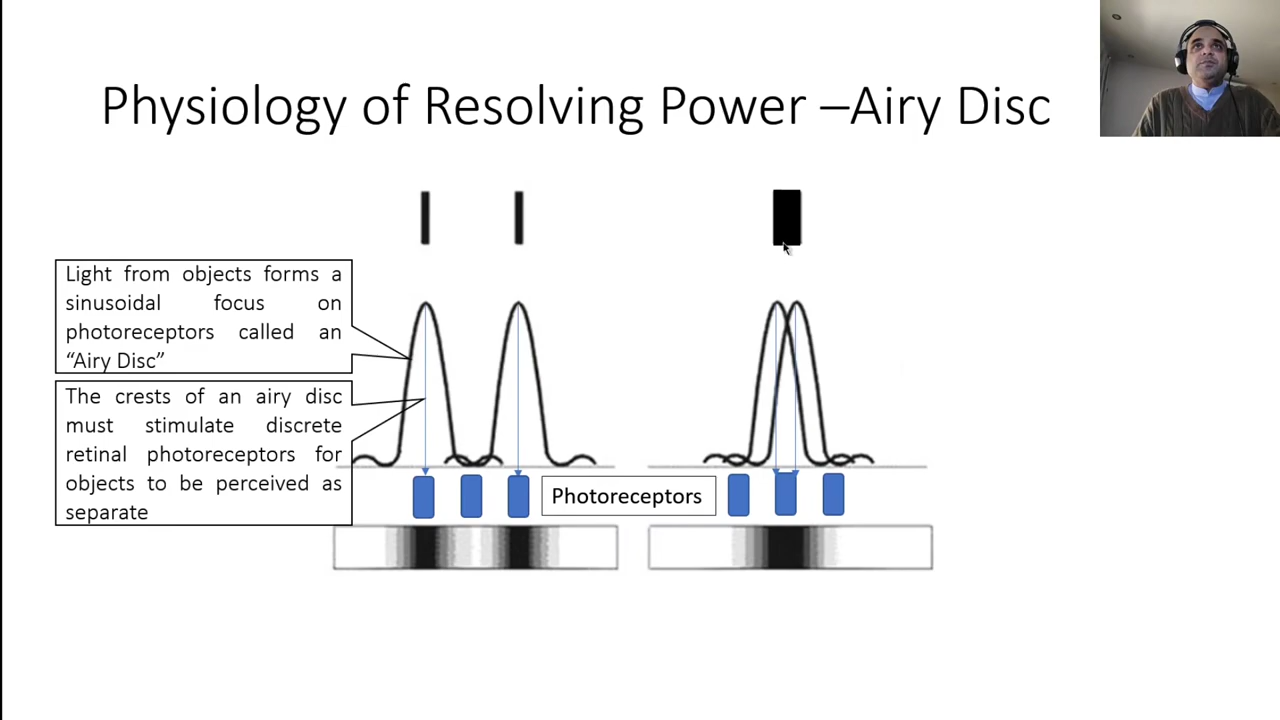 Physiology of Resolving Power –Airy Disc
Light from objects forms a
sinusoidal focus on
photoreceptors called an
“Airy Disc”
The crests of an airy disc
must stimulate discrete
retinal photoreceptors for
objects to be perceived as
separate
Photoreceptors